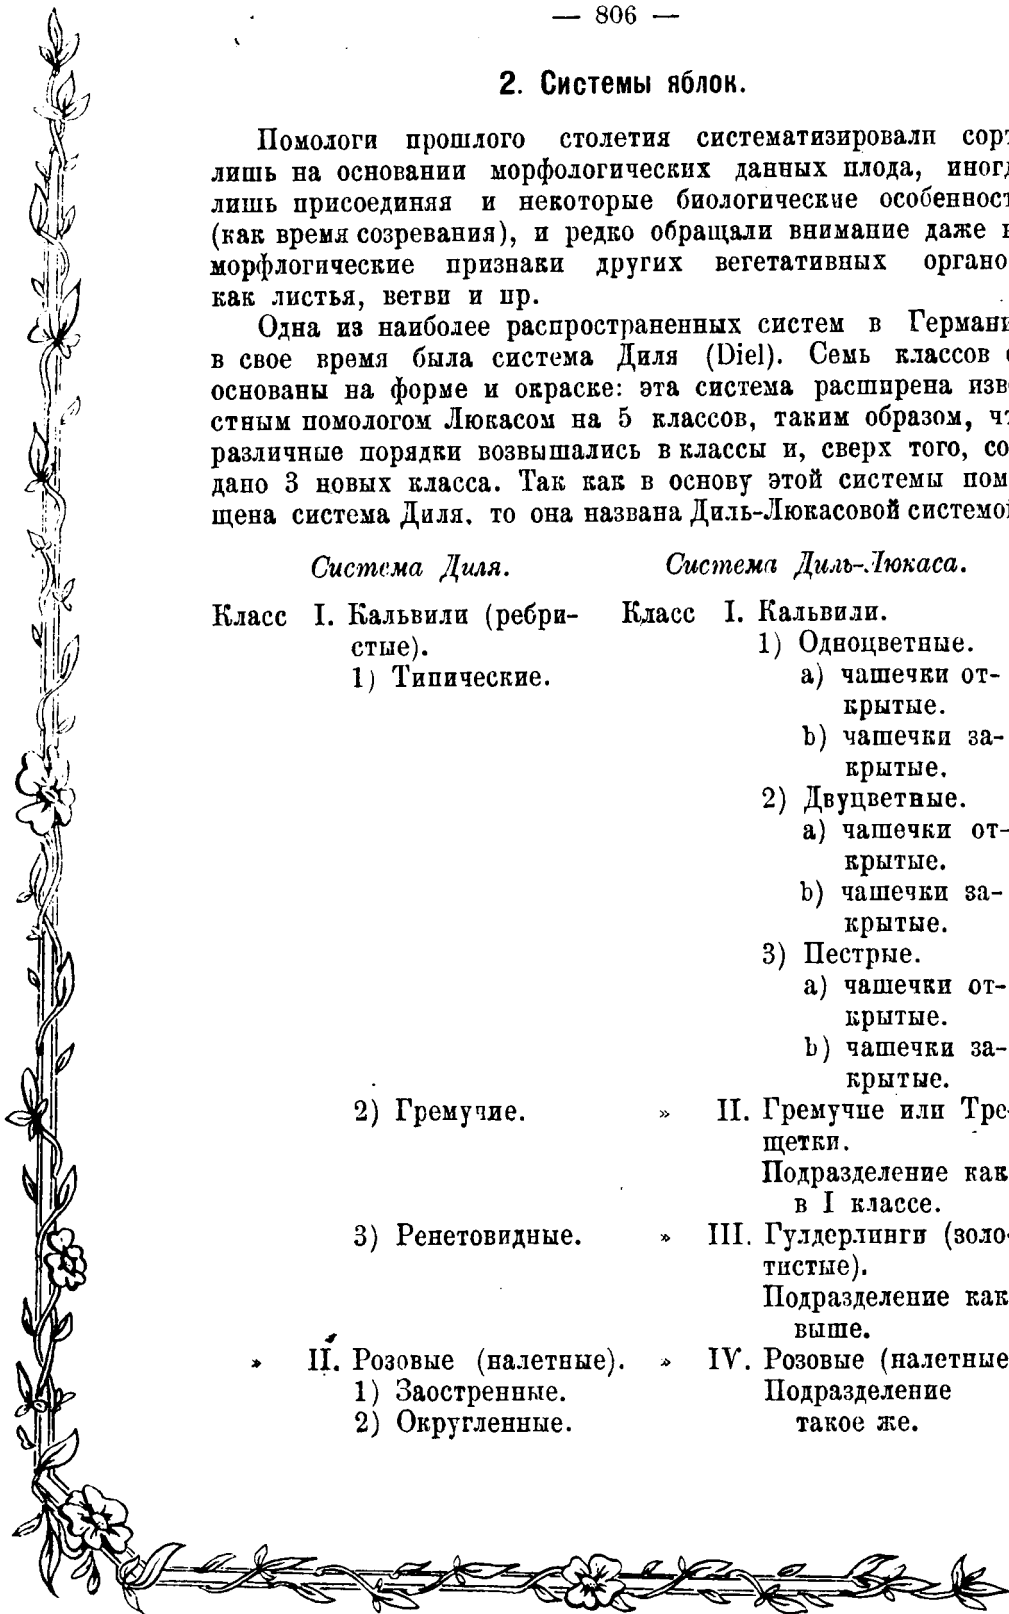 — 806 —
2. Системы яблок.
Помологи прошлого столетия систематизировали сорт
лишь на основании морфологических данных плода, иногд
лишь присоединяя и некоторые биологические особенност
(как время созревания), и редко обращали внимание даже н
морфлогические признаки других вегетативных органо
как листья, ветви и пр.
Одна из наиболее распространенных систем в Германи
в свое время была система Диля (Diel). Семь классов
основаны на форме и окраске: эта система расширена изв
стным помологом Люкасом на 5 классов, таким образом, чт
различные порядки возвышались в классы и, сверх того, со
дано 3 новых класса. Так как в основу этой системы пом
щена система Диля, то она названа Диль-Люкасовой системой
Система Диля. Система Диль-Люкаса.
Класс I. Кальвили (ребри- Класс I. Кальвили.
стые). 1) Одноцветные.
1) Типические. a) чашечки от-
крытые.
b) чашечки за-
крытые.
2) Двуцветные.
a) чашечки от-
крытые.
b) чашечки за-
крытые.
3) Пестрые.
a) чашечки от-
крытые.
b) чашечки за-
крытые.
2) Гремучие. » II. Гремучие или Тре-
щетки.
Подразделение как
в I классе.
3) Ренетовидные. » III. Гулдерлинги (золо-
тистые).
Подразделение как
выше.
» II. Розовые (налетные). » IV. Розовые (налетные
1) Заостренные. Подразделение
2) Округленные. такое же.